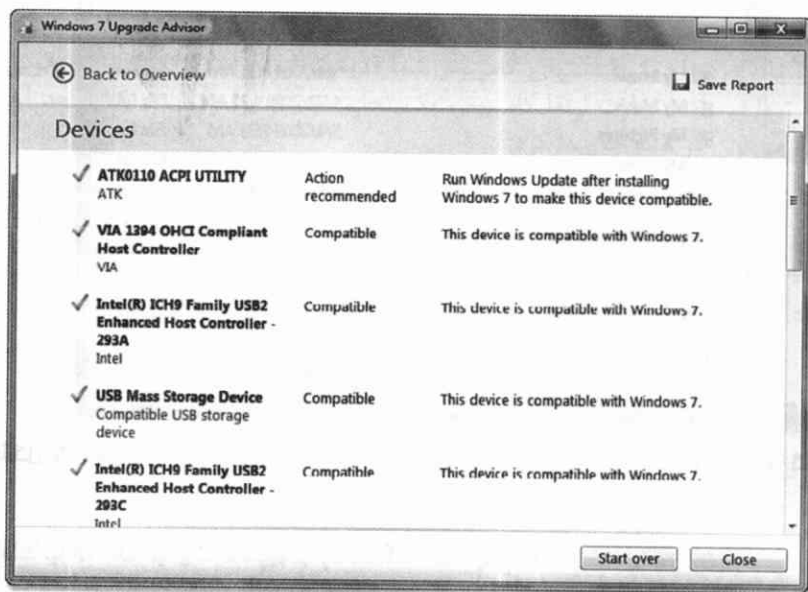 Windows 7 Upgrade Advisor
Back to Overview
Save Report
Devices
ATK0110 ACPI UTILITY
ATK
Action
recommended
Run Windows Update after installing
Windows 7 to make this device compatible.
VIA 1394 OHCI Compliant
Host Controller
VIA
Compatible
This device is compatible with Windows 7.
Intel(R) ICH9 Family USB2
Enhanced Host Controller -
293A
Intel
Compatible
This device is compatible with Windows 7.
USB Mass Storage Device
Compatible USB storage
device
Compatible
This device is compatible with Windows 7.
Intel(R) ICH9 Family USB2
Enhanced Host Controller -
293C
Intel
Compatible
This device is compatible with Windows 7.
Start over
Close